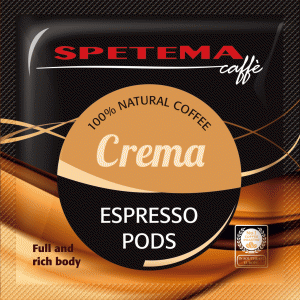 SPETEMA
caffè
100% NATURAL COFFEE
Crema
ESPRESSO
PODS
Full and
rich body